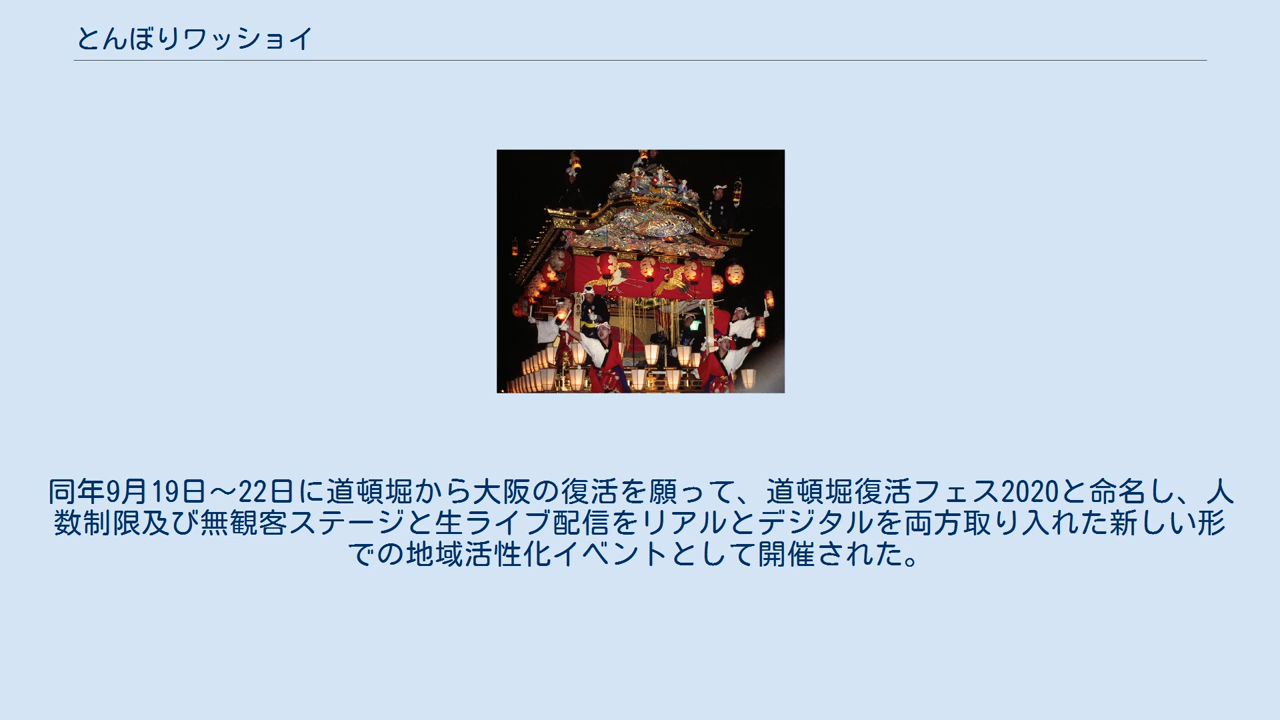 とんぼりワッショイ
同年9月19日～22日に道頓堀から大阪の復活を願って、道頓堀復活フェス2020と命名し、人
数制限及び無観客ステージと生ライブ配信をリアルとデジタルを両方取り入れた新しい形
での地域活性化イベントとして開催された。